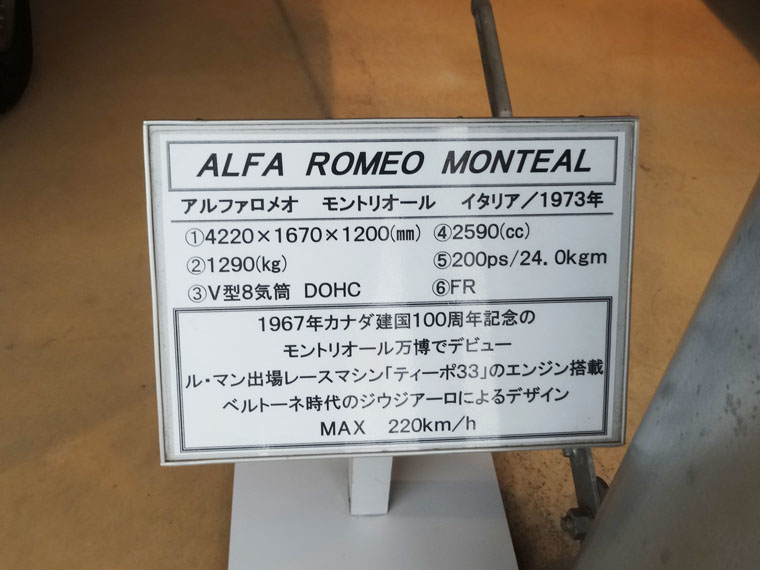 ALFA ROMEO MONTEAL
アルファロメオ モントリオール イタリア／1973年
①4220×1670×1200(㎜) ④2590(cc)
②1290(kg) ⑤200ps/24.0kgm
③V型8気筒 DOHC ⑥FR
1967年カナダ建国100周年記念の
モントリオール万博でデビュー
ル・マン出場レースマシン「ティーポ33」のエンジン搭載
ベルトーネ時代のジウジアーロによるデザイン
MAX 220km/h